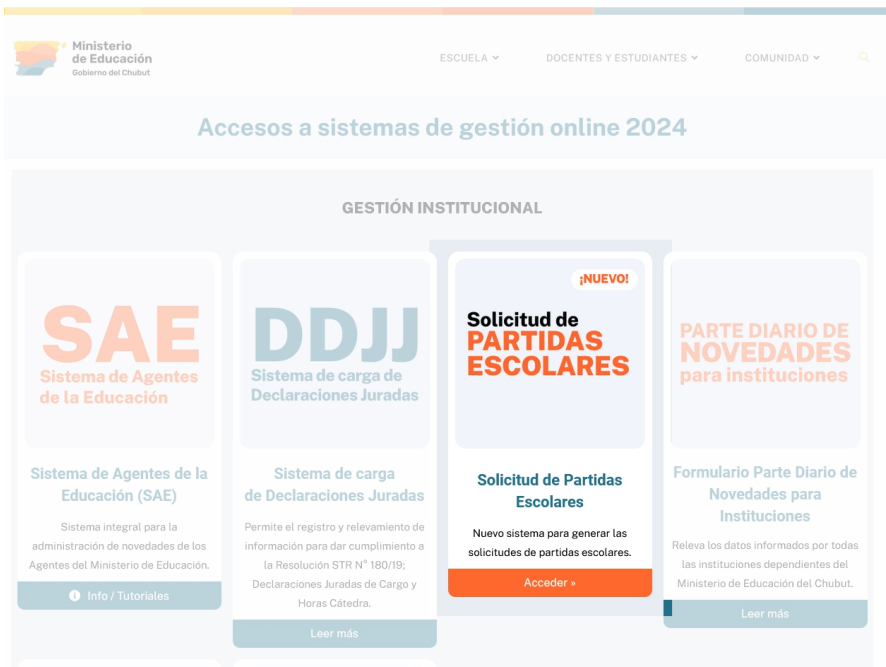 Ministerio
de Educación
Gobierno del Chubut
ESCUELA
DOCENTES Y ESTUDIANTES
COMUNIDAD
Accesos a sistemas de gestión online 2024
GESTIÓN INSTITUCIONAL
SAE
Sistema de Agentes
de la Educación
Sistema de Agentes de la
Educación (SAE)
Sistema integral para la
administración de novedades de los
Agentes del Ministerio de Educación.
Info / Tutoriales
DDJJ
Sistema de carga de
Declaraciones Juradas
Sistema de carga
de Declaraciones Juradas
Permite el registro y relevamiento de
información para dar cumplimiento a
la Resolución STR N° 180/19;
Declaraciones Juradas de Cargo y
Horas Cátedra.
Leer más
¡NUEVO!
Solicitud de
PARTIDAS
ESCOLARES
Solicitud de Partidas
Escolares
Nuevo sistema para generar las
solicitudes de partidas escolares.
Acceder »
PARTE DIARIO DE
NOVEDADES
para instituciones
Formulario Parte Diario de
Novedades para
Instituciones
Releva los datos informados por todas
las instituciones dependientes del
Ministerio de Educación del Chubut.
Leer más